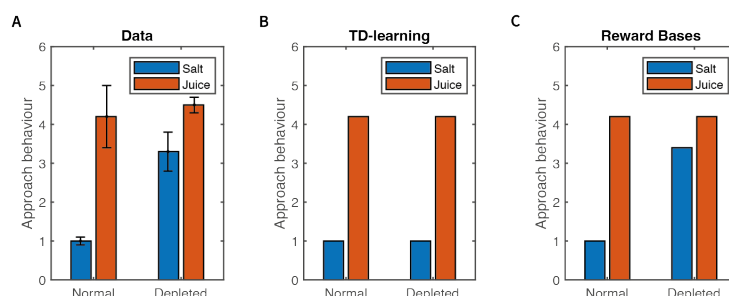 A
Data
6
5
4
3
2
1
0
Approach behaviour
Salt
Juice
Normal
Depleted
B
TD-learning
6
5
4
3
2
1
0
Approach behaviour
Salt
Juice
Normal
Depleted
C
Reward Bases
6
5
4
3
2
1
0
Approach behaviour
Salt
Juice
Normal
Depleted